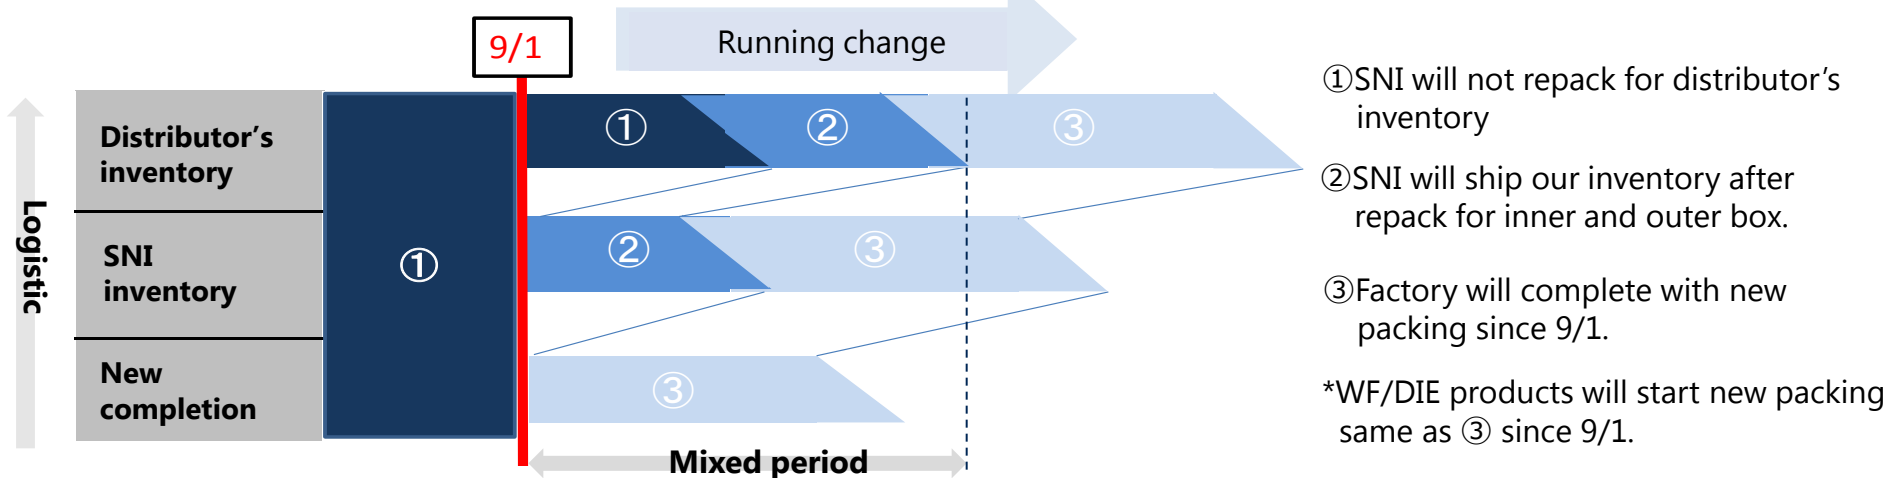 9/1
Running change
Logistic
Distributor’s
inventory
①
②
③
SNI
inventory
①
②
③
New
completion
③
Mixed period
①SNI will not repack for distributor’s
inventory
②SNI will ship our inventory after
repack for inner and outer box.
③Factory will complete with new
packing since 9/1.
*WF/DIE products will start new packing
same as ③ since 9/1.